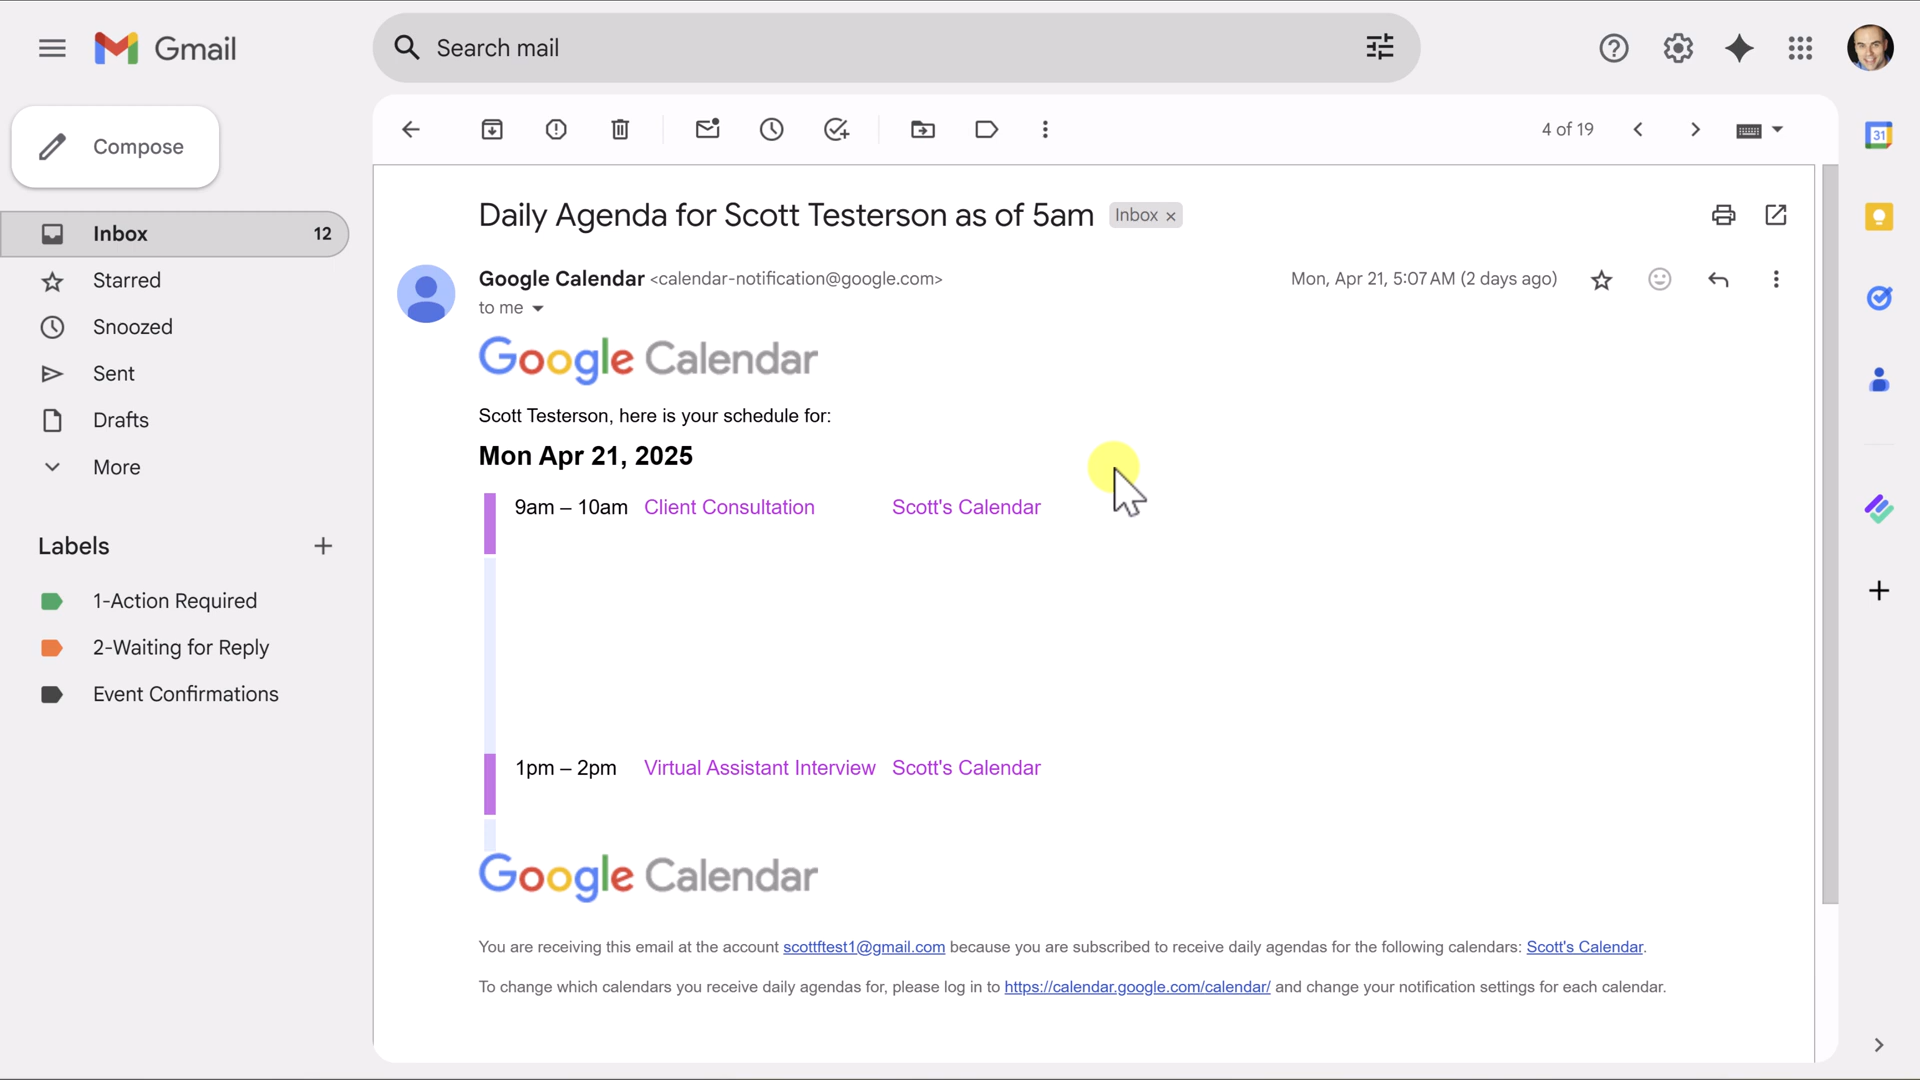 Gmail
Search mail
Compose
4 of 19
Inbox 12
Starred
Snoozed
Sent
Drafts
More
Labels
1-Action Required
2-Waiting for Reply
Event Confirmations
Daily Agenda for Scott Testerson as of 5am Inbox ×
Google Calendar <calendar-notification@google.com> Mon, Apr 21, 5:07 AM (2 days ago)
to me
Google Calendar
Scott Testerson, here is your schedule for:
Mon Apr 21, 2025
9am – 10am Client Consultation Scott's Calendar
1pm – 2pm Virtual Assistant Interview Scott's Calendar
Google Calendar
You are receiving this email at the account scottftest1@gmail.com because you are subscribed to receive daily agendas for the following calendars: Scott's Calendar.
To change which calendars you receive daily agendas for, please log in to https://calendar.google.com/calendar/ and change your notification settings for each calendar.
31